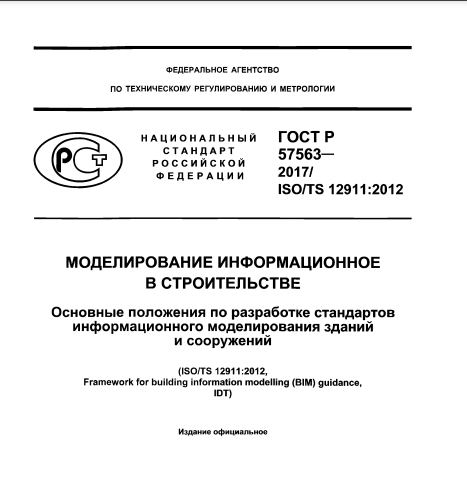 ФЕДЕРАЛЬНОЕ АГЕНТСТВО
ПО ТЕХНИЧЕСКОМУ РЕГУЛИРОВАНИЮ И МЕТРОЛОГИИ
РСТ
НАЦИОНАЛЬНЫЙ
СТАНДАРТ
РОССИЙСКОЙ
ФЕДЕРАЦИИ
ГОСТ Р
57563—
2017/
ISO/TS 12911:2012
МОДЕЛИРОВАНИЕ ИНФОРМАЦИОННОЕ
В СТРОИТЕЛЬСТВЕ
Основные положения по разработке стандартов
информационного моделирования зданий
и сооружений
(ISO/TS 12911:2012,
Framework for building information modelling (BIM) guidance,
IDT)
Издание официальное